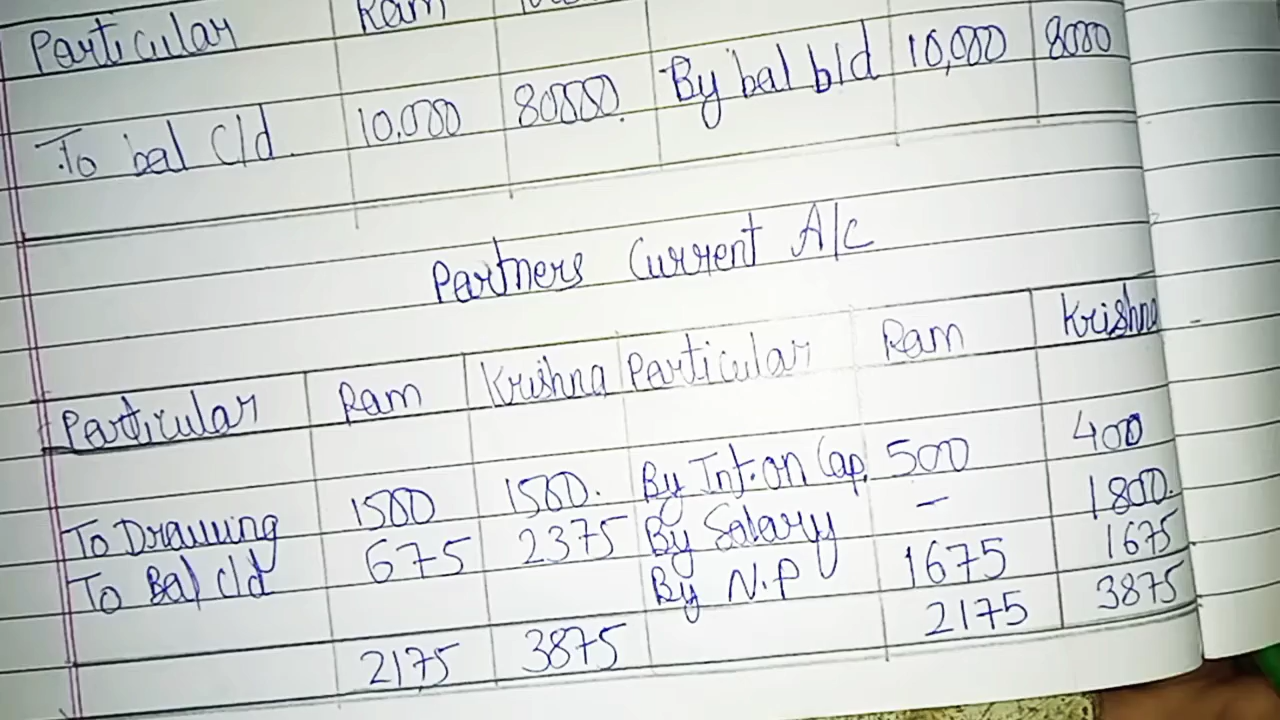 Particular Ram
To bal c/d. 10,000 80000. By bal b/d 10,000 8000
Partners Current A/c
Particular Ram Krishna Particular Ram Krishna
To Drawing 1500 1500. By Int. on Cap. 500 400
To Bal c/d 675 2375 By Salary – 1800.
By N.P 1675 1675
2175 3875 2175 3875